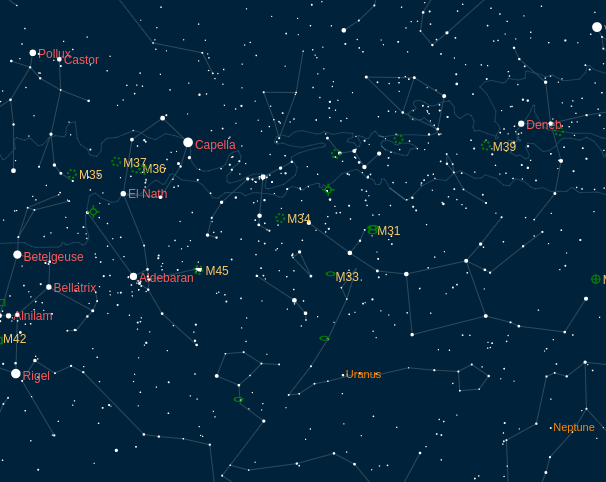 Pollux
Castor
Deneb
Capella
M39
M37
M36
M35
El Nath
M34
M31
Betelgeuse
M45
Aldebaran
M33
Bellatrix
Alnilam
M42
Uranus
Rigel
Neptune